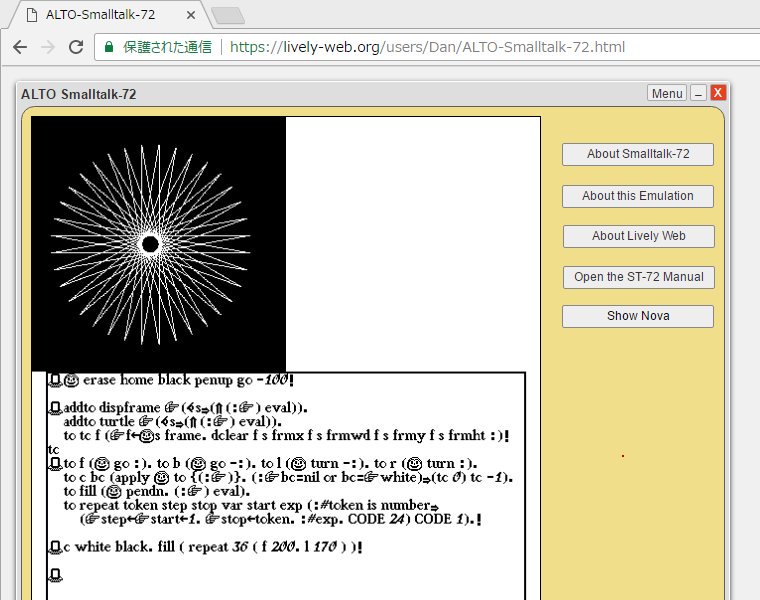 ALTO-Smalltalk-72
保護された通信 https://lively-web.org/users/Dan/ALTO-Smalltalk-72.html
ALTO Smalltalk-72
Menu _ X
About Smalltalk-72
About this Emulation
About Lively Web
Open the ST-72 Manual
Show Nova
☺ erase home black penup go -100!
addto dispframe ☞(∢s⇒(⇑(:☞) eval)).
addto turtle ☞(∢s⇒(⇑(:☞) eval)).
to tc f (☞f←☺s frame. dclear f s frmx f s frmwd f s frmy f s frmht :)!
tc
to f (☺ go :). to b (☺ go -:). to l (☺ turn -:). to r (☺ turn :).
to c bc (apply ☺ to {(:☞)}. (:☞bc=nil or bc=☞white)⇒(tc 0) tc -1).
to fill (☺ pendn. (:☞) eval).
to repeat token step stop var start exp (:#token is number⇒
(☞step←☞start←1. ☞stop←token. :#exp. CODE 24) CODE 1).!
c white black. fill ( repeat 36 ( f 200. l 170 ) )!